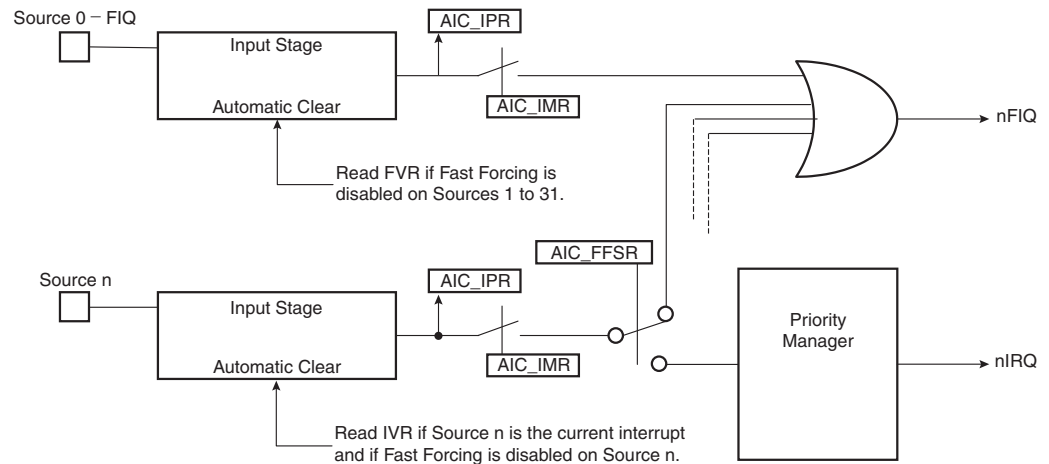 Source 0 – FIQ
AIC_IPR
Input Stage
Automatic Clear
AIC_IMR
nFIQ
Read FVR if Fast Forcing is
disabled on Sources 1 to 31.
AIC_FFSR
Source n
AIC_IPR
Input Stage
Priority
Manager
Automatic Clear
AIC_IMR
nIRQ
Read IVR if Source n is the current interrupt
and if Fast Forcing is disabled on Source n.